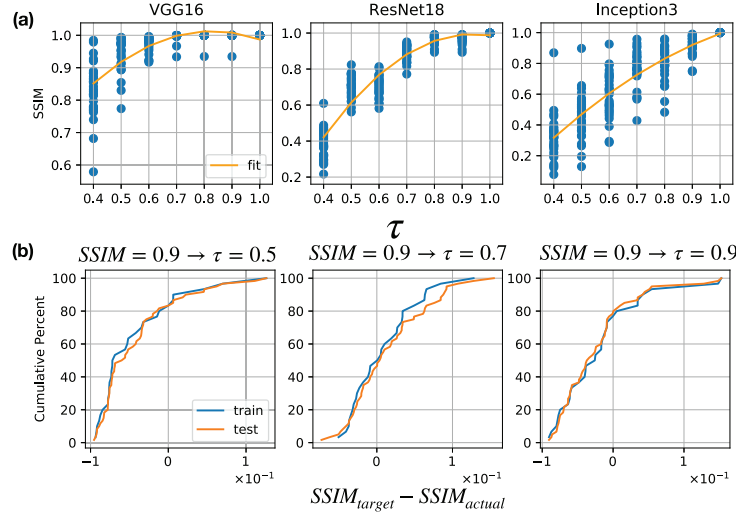 (a)
VGG16
ResNet18
Inception3
SSIM
1.0
0.9
0.8
0.7
0.6
fit
0.4 0.5 0.6 0.7 0.8 0.9 1.0
1.0
0.8
0.6
0.4
0.2
0.4 0.5 0.6 0.7 0.8 0.9 1.0
1.0
0.8
0.6
0.4
0.2
0.4 0.5 0.6 0.7 0.8 0.9 1.0
τ
(b)
SSIM = 0.9 → τ = 0.5
SSIM = 0.9 → τ = 0.7
SSIM = 0.9 → τ = 0.9
Cumulative Percent
100
80
60
40
20
0
train
test
−1 0 1
×10⁻¹
100
80
60
40
20
0
0 1
×10⁻¹
100
80
60
40
20
0
−1 0 1
×10⁻¹
SSIM_target − SSIM_actual